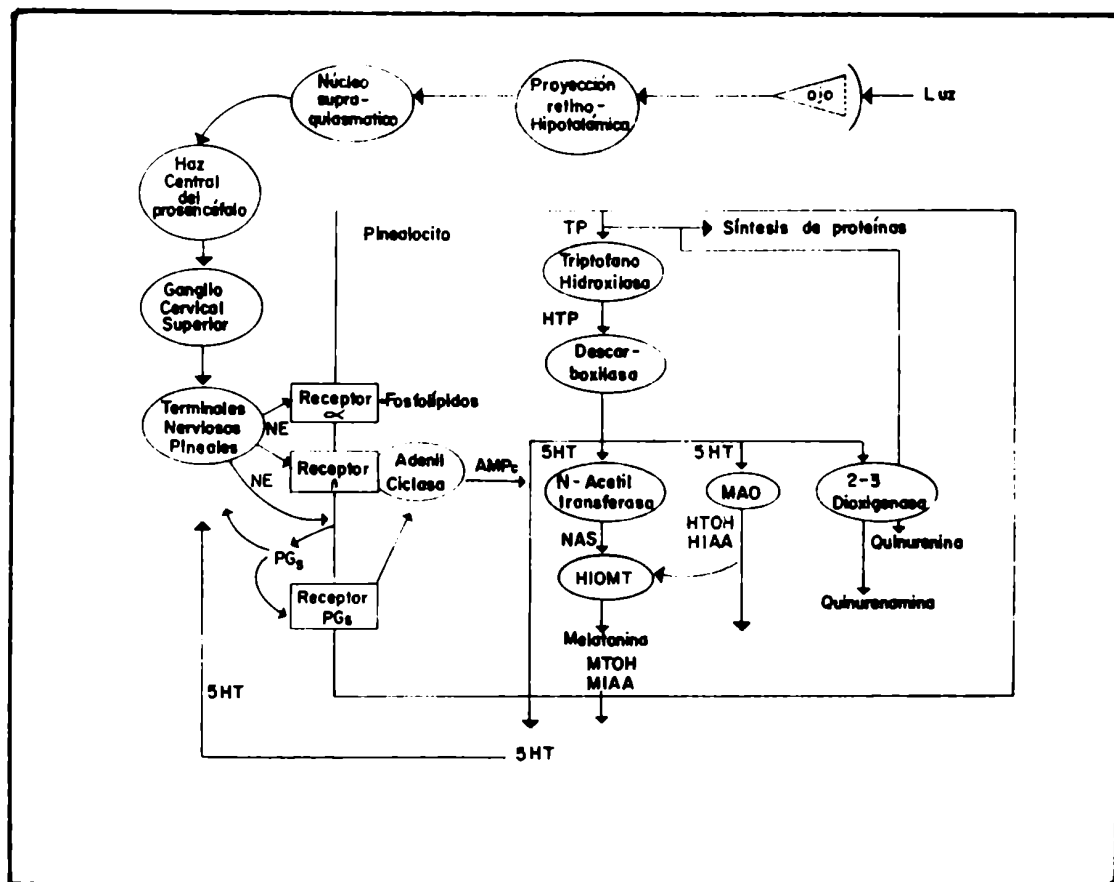 Núcleo
supra-
quiasmatico
Proyección
retino-
Hipotalámica
ojo
Luz
Haz
Central
del
prosencéfalo
Pinealocito
TP
Síntesis de proteínas
Triptofano
Hidroxilasa
Ganglio
Cervical
Superior
HTP
Descar-
boxilasa
Terminales
Nerviosos
Pineales
NE
Receptor
α
Fosfolípidos
NE
Receptor
Adenil
Ciclasa
AMPc
5HT
5HT
N-Acetil
transferasa
MAO
2-3
Dioxigenasa
HTOH
HIAA
NAS
Quinurenina
PGs
HIOMT
Receptor
PGs
Quinurenamina
Melatonina
MTOH
MIAA
5HT
5HT